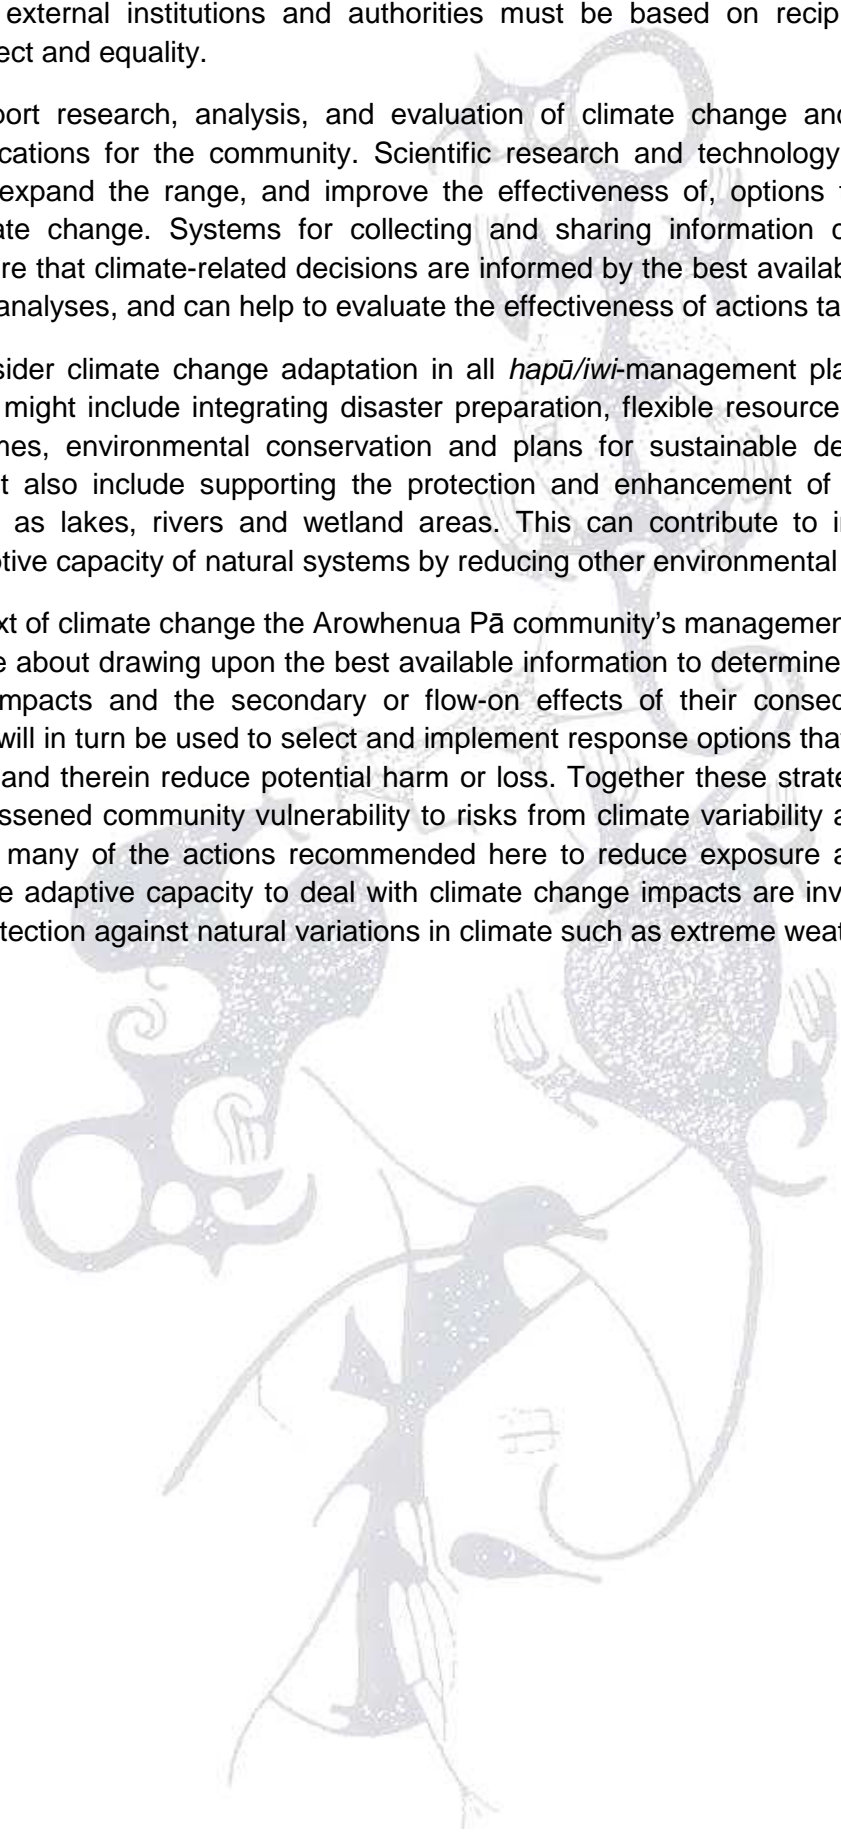 external institutions and authorities must be based on recip
ect and equality.
port research, analysis, and evaluation of climate change and
ications for the community. Scientific research and technology
expand the range, and improve the effectiveness of, options
ate change. Systems for collecting and sharing information
re that climate-related decisions are informed by the best availab
analyses, and can help to evaluate the effectiveness of actions ta
sider climate change adaptation in all hapū/iwi-management pla
might include integrating disaster preparation, flexible resource
mes, environmental conservation and plans for sustainable de
t also include supporting the protection and enhancement of
as lakes, rivers and wetland areas. This can contribute to i
ptive capacity of natural systems by reducing other environmental
xt of climate change the Arowhenua Pā community’s management
e about drawing upon the best available information to determine
impacts and the secondary or flow-on effects of their consec
will in turn be used to select and implement response options that
and therein reduce potential harm or loss. Together these strate
ssened community vulnerability to risks from climate variability a
many of the actions recommended here to reduce exposure a
e adaptive capacity to deal with climate change impacts are inv
tection against natural variations in climate such as extreme weat